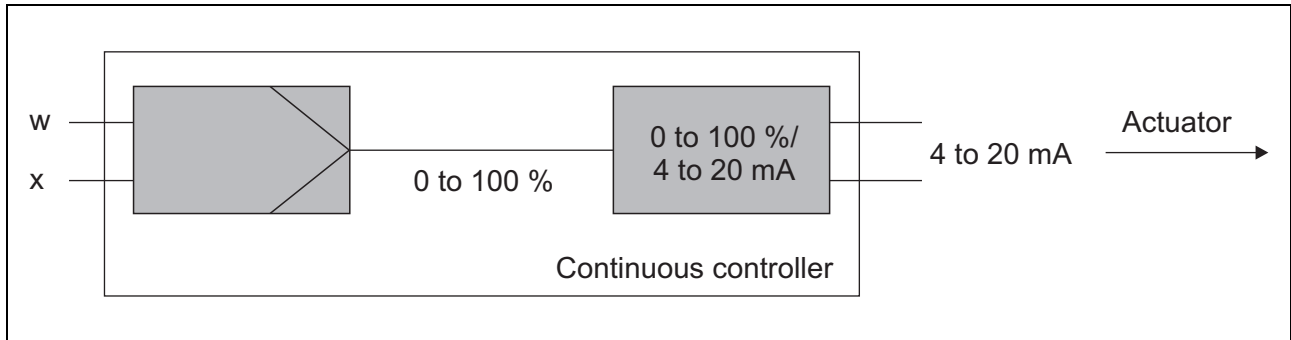 w
x
0 to 100 %
0 to 100 %/
4 to 20 mA
4 to 20 mA
Actuator
Continuous controller